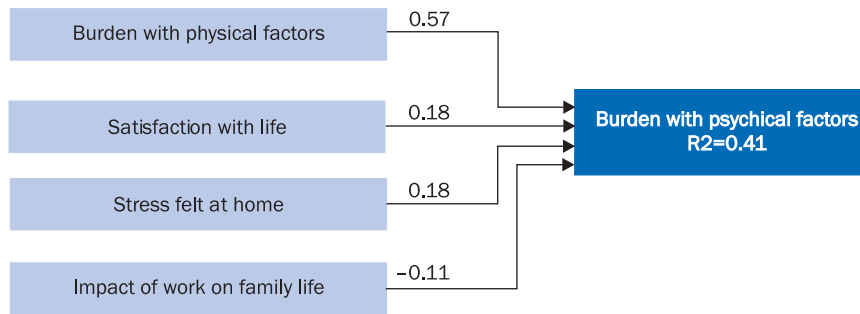 Burden with physical factors
0.57
Satisfaction with life
0.18
Stress felt at home
0.18
Impact of work on family life
−0.11
Burden with psychical factors
R2=0.41